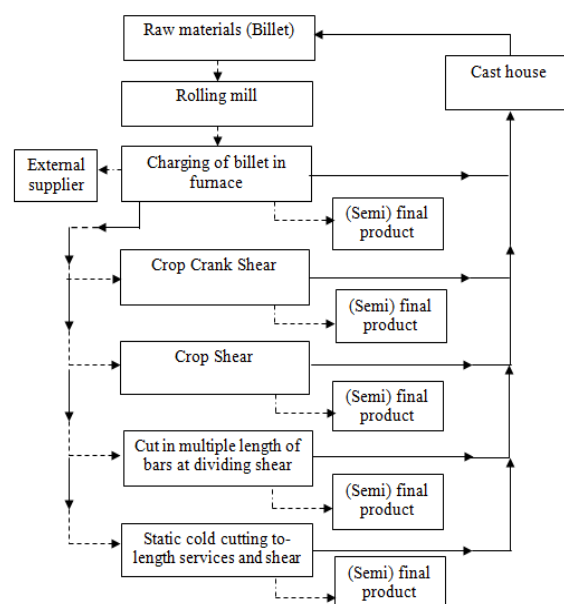 Raw materials (Billet)
Cast house
Rolling mill
External
supplier
Charging of billet in
furnace
(Semi) final
product
Crop Crank Shear
(Semi) final
product
Crop Shear
(Semi) final
product
Cut in multiple length of
bars at dividing shear
(Semi) final
product
Static cold cutting to-
length services and shear
(Semi) final
product